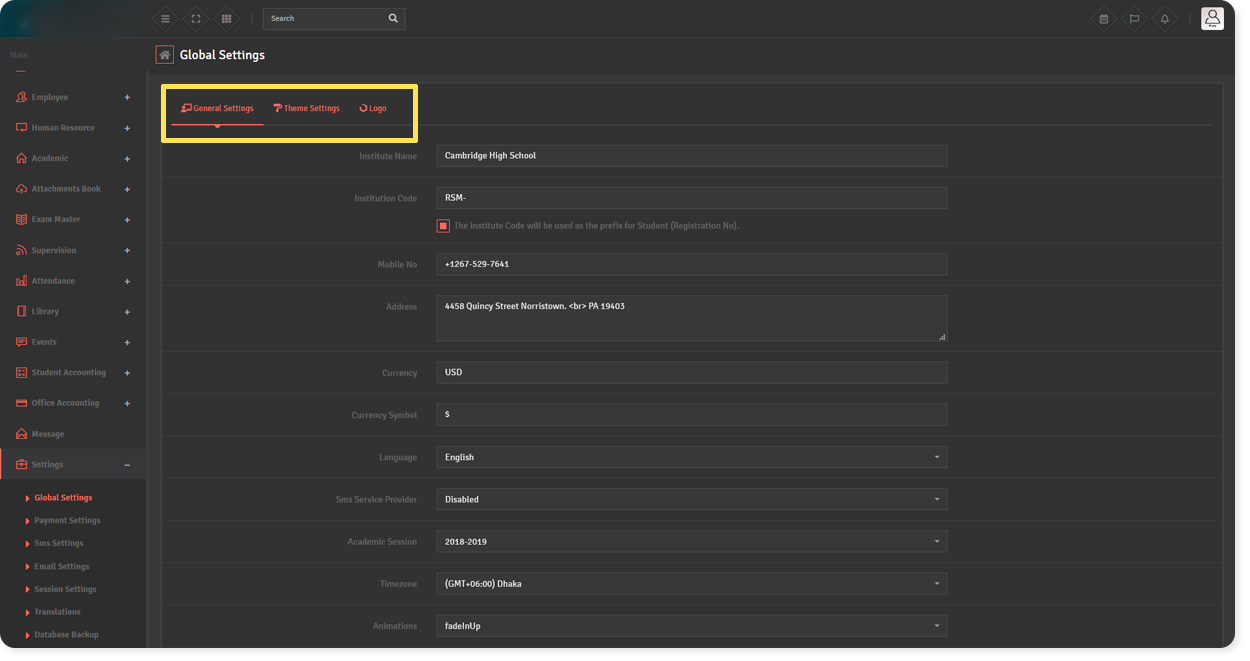 Search
Main
Global Settings
Employee +
Human Resource +
Academic +
Attachments Book +
Exam Master +
Supervision +
Attendance +
Library +
Events +
Student Accounting +
Office Accounting +
Message
Settings −
Global Settings
Payment Settings
Sms Settings
Email Settings
Session Settings
Translations
Database Backup
General Settings Theme Settings Logo
Institute Name Cambridge High School
Institution Code RSM-
The Institute Code will be used as the prefix for Student (Registration No).
Mobile No +1267-529-7641
Address 4458 Quincy Street Norristown. <br> PA 19403
Currency USD
Currency Symbol $
Language English
Sms Service Provider Disabled
Academic Session 2018-2019
Timezone (GMT+06:00) Dhaka
Animations fadeInUp